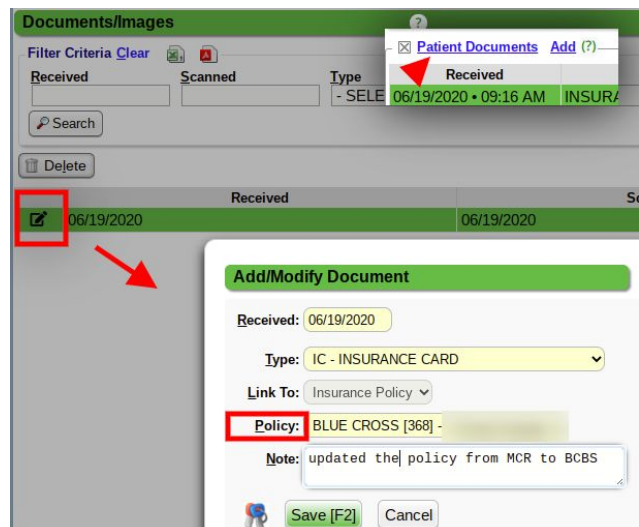 Documents/Images ?
Patient Documents Add (?)
Received
06/19/2020 • 09:16 AM INSURA
Filter Criteria Clear
Received Scanned Type
- SELE
Search
Delete
Received Sc
06/19/2020 06/19/2020
Add/Modify Document
Received: 06/19/2020
Type: IC - INSURANCE CARD
Link To: Insurance Policy
Policy: BLUE CROSS [368] -
Note: updated the policy from MCR to BCBS
Save [F2] Cancel